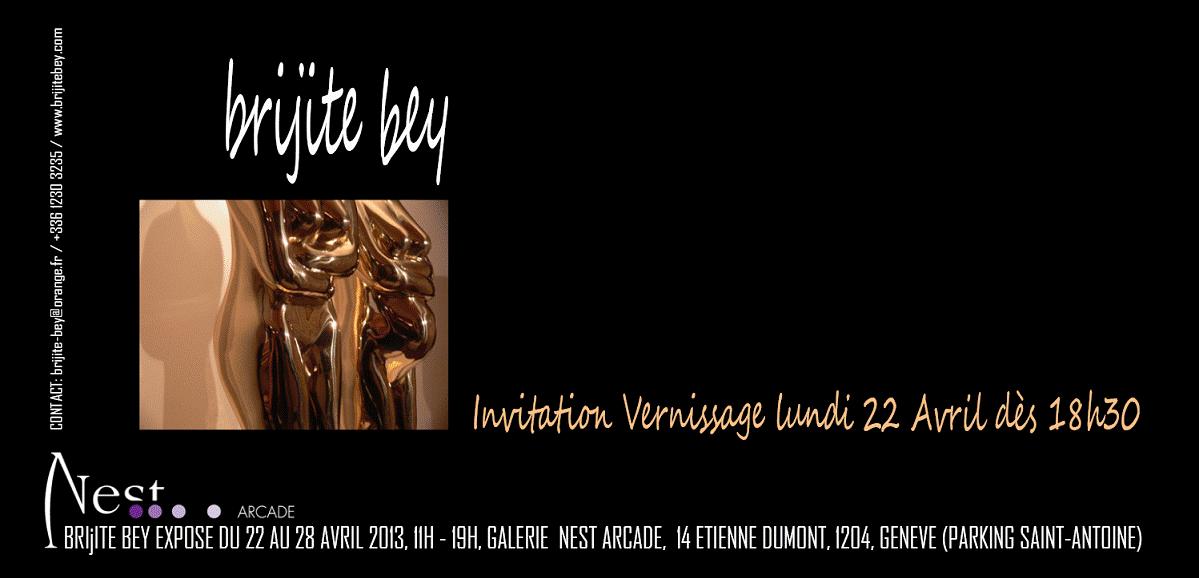 CONTACT: brijite-bey@orange.fr / +336 1230 3235 / www.brijitebey.com
brijïte bey
Invitation Vernissage lundi 22 Avril dès 18h30
Nest
ARCADE
BRIjITE BEY EXPOSE DU 22 AU 28 AVRIL 2013, 11H - 19H, GALERIE NEST ARCADE, 14 ETIENNE DUMONT, 1204, GENEVE (PARKING SAINT-ANTOINE)